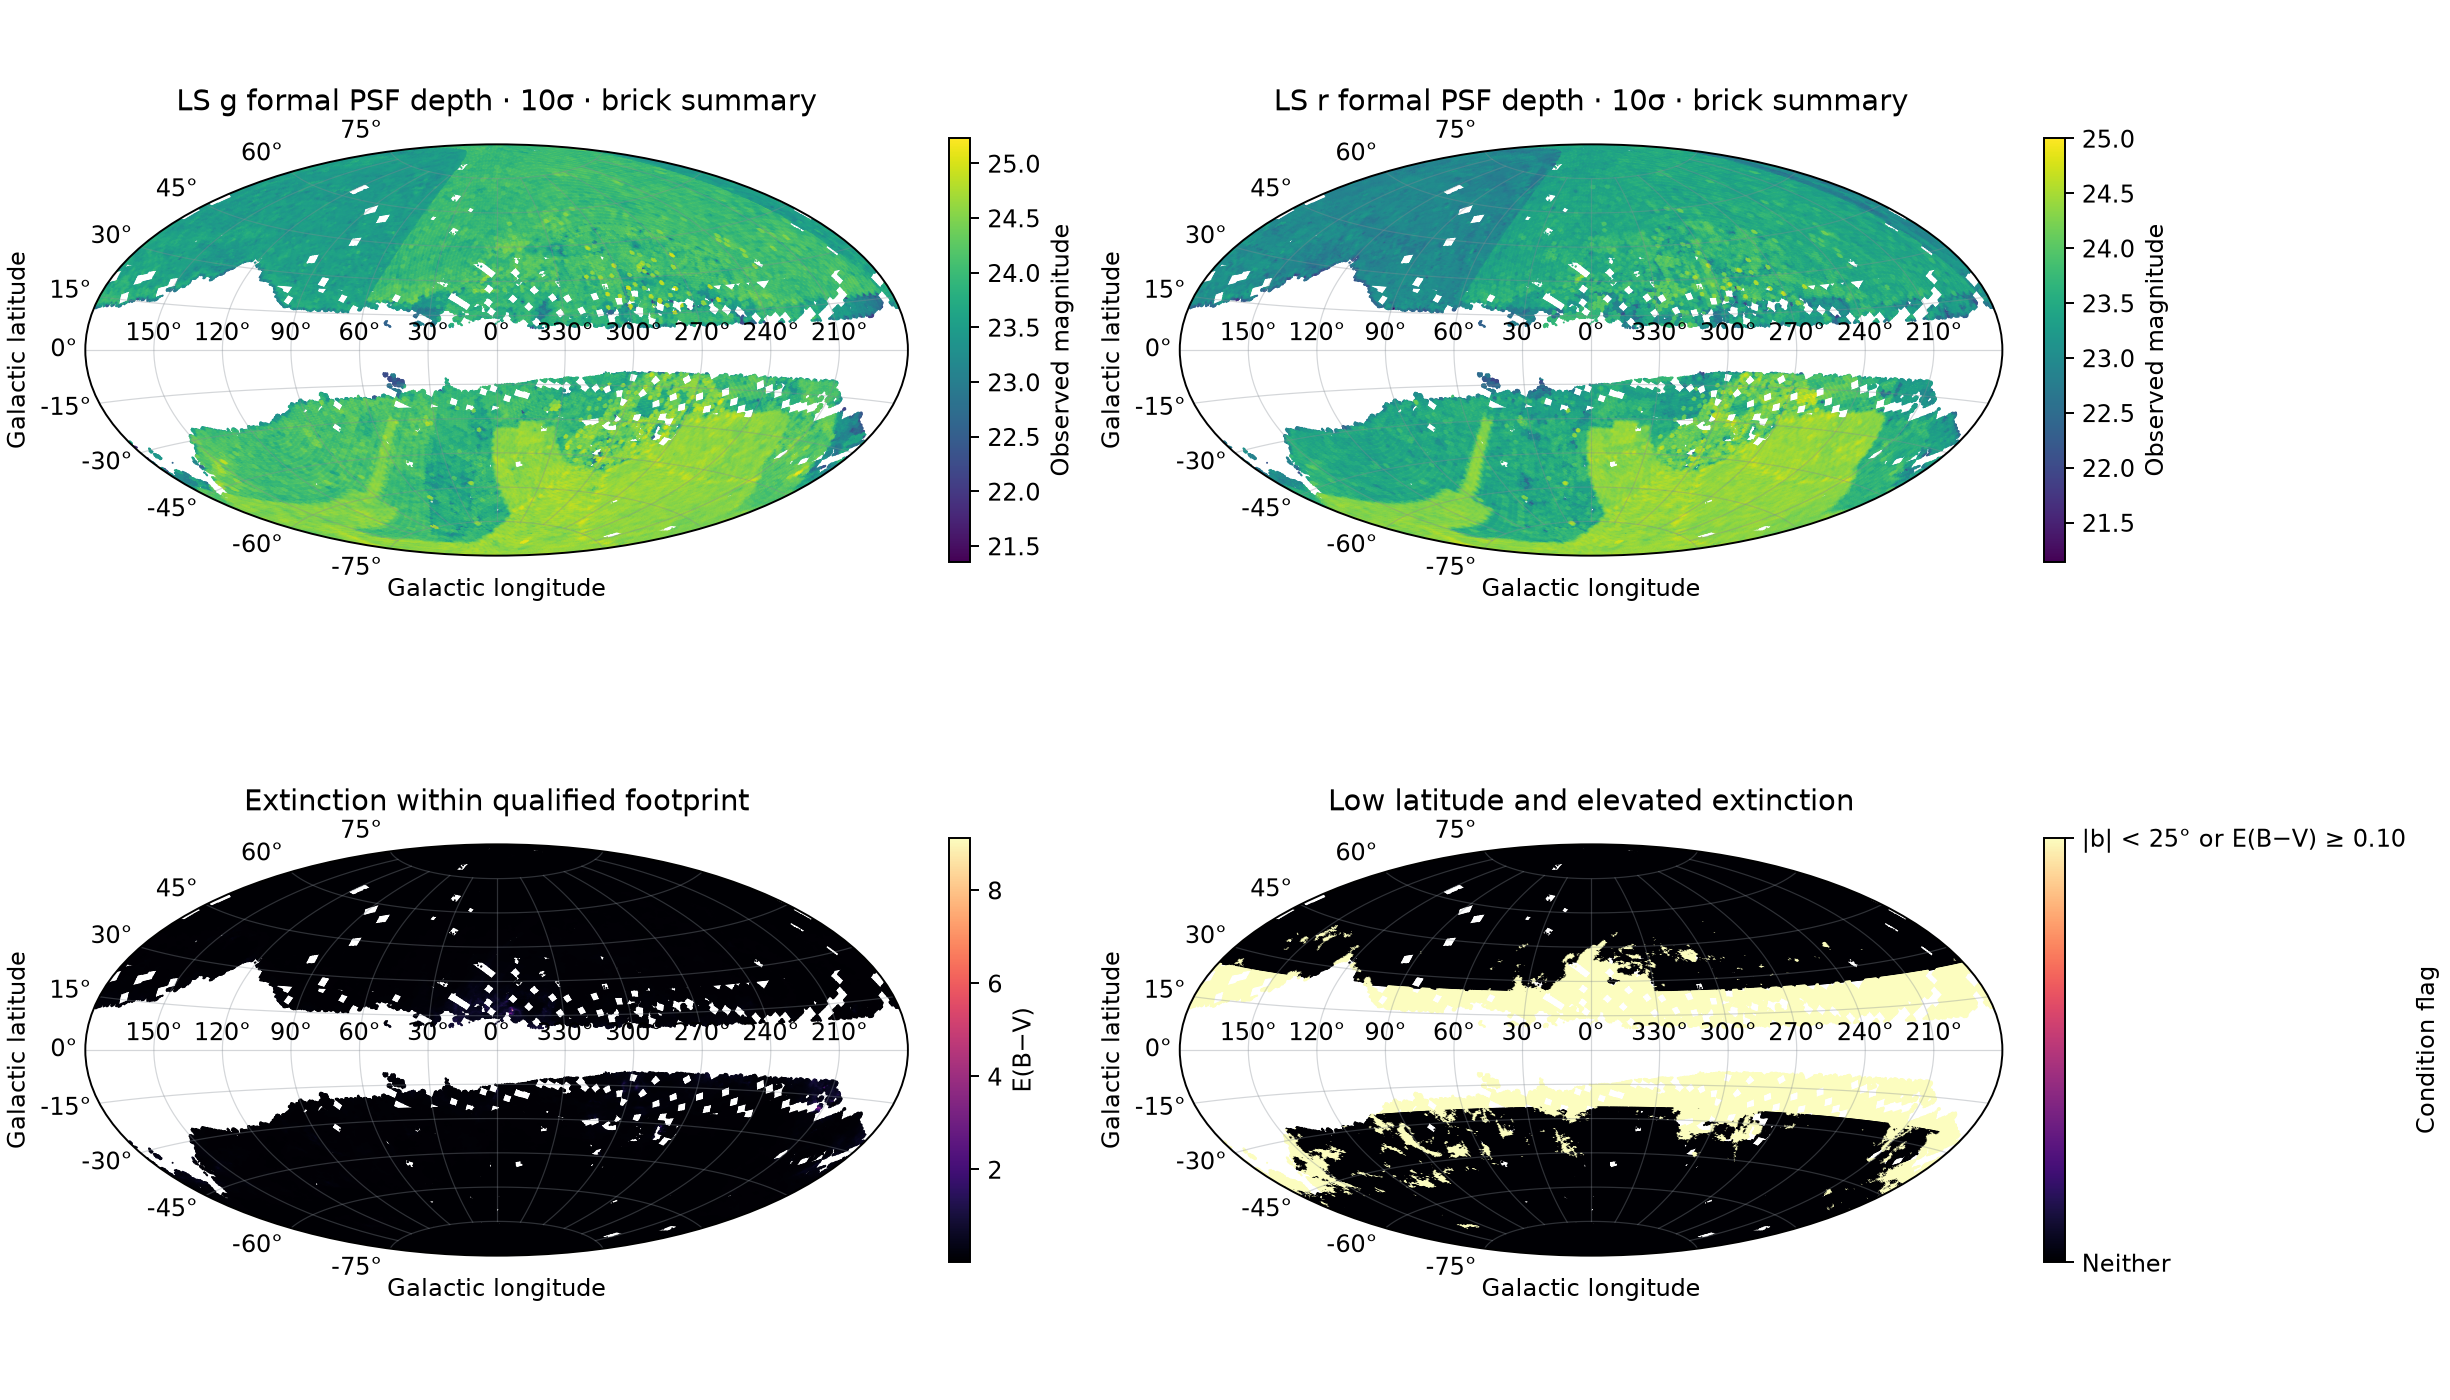 LS g formal PSF depth · 10σ · brick summary
75°
60°
45°
30°
15°
0°
-15°
-30°
-45°
-60°
-75°
150° 120° 90° 60° 30° 0° 330° 300° 270° 240° 210°
Galactic latitude
Galactic longitude
25.0
24.5
24.0
23.5
23.0
22.5
22.0
21.5
Observed magnitude
LS r formal PSF depth · 10σ · brick summary
75°
60°
45°
30°
15°
0°
-15°
-30°
-45°
-60°
-75°
150° 120° 90° 60° 30° 0° 330° 300° 270° 240° 210°
Galactic latitude
Galactic longitude
25.0
24.5
24.0
23.5
23.0
22.5
22.0
21.5
Observed magnitude
Extinction within qualified footprint
75°
60°
45°
30°
15°
0°
-15°
-30°
-45°
-60°
-75°
150° 120° 90° 60° 30° 0° 330° 300° 270° 240° 210°
Galactic latitude
Galactic longitude
8
6
4
2
E(B−V)
Low latitude and elevated extinction
75°
60°
45°
30°
15°
0°
-15°
-30°
-45°
-60°
-75°
150° 120° 90° 60° 30° 0° 330° 300° 270° 240° 210°
Galactic latitude
Galactic longitude
|b| < 25° or E(B−V) ≥ 0.10
Neither
Condition flag